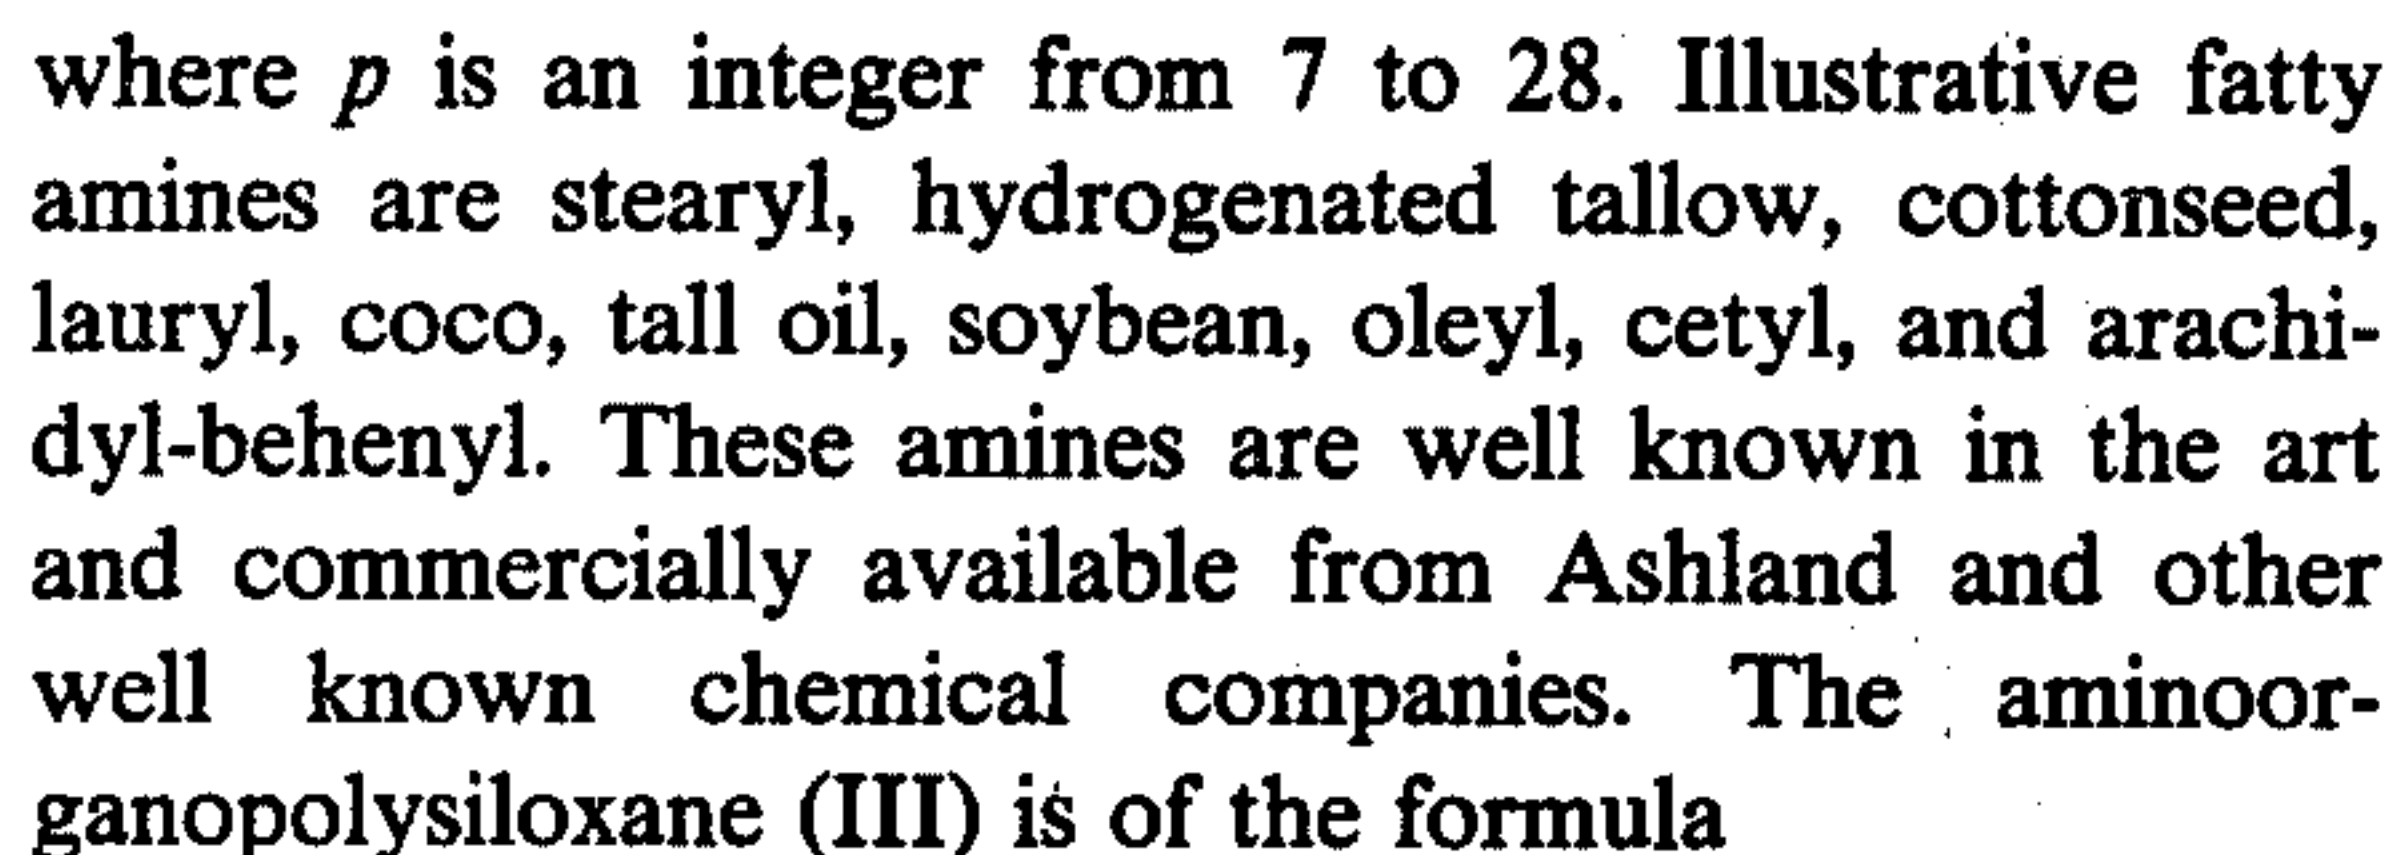 where p is an integer from 7 to 28. Illustrative fatty
amines are stearyl, hydrogenated tallow, cottonseed,
lauryl, coco, tall oil, soybean, oleyl, cetyl, and arachi-
dyl-behenyl. These amines are well known in the art
and commercially available from Ashland and other
well known chemical companies. The aminoor-
ganopolysiloxane (III) is of the formula